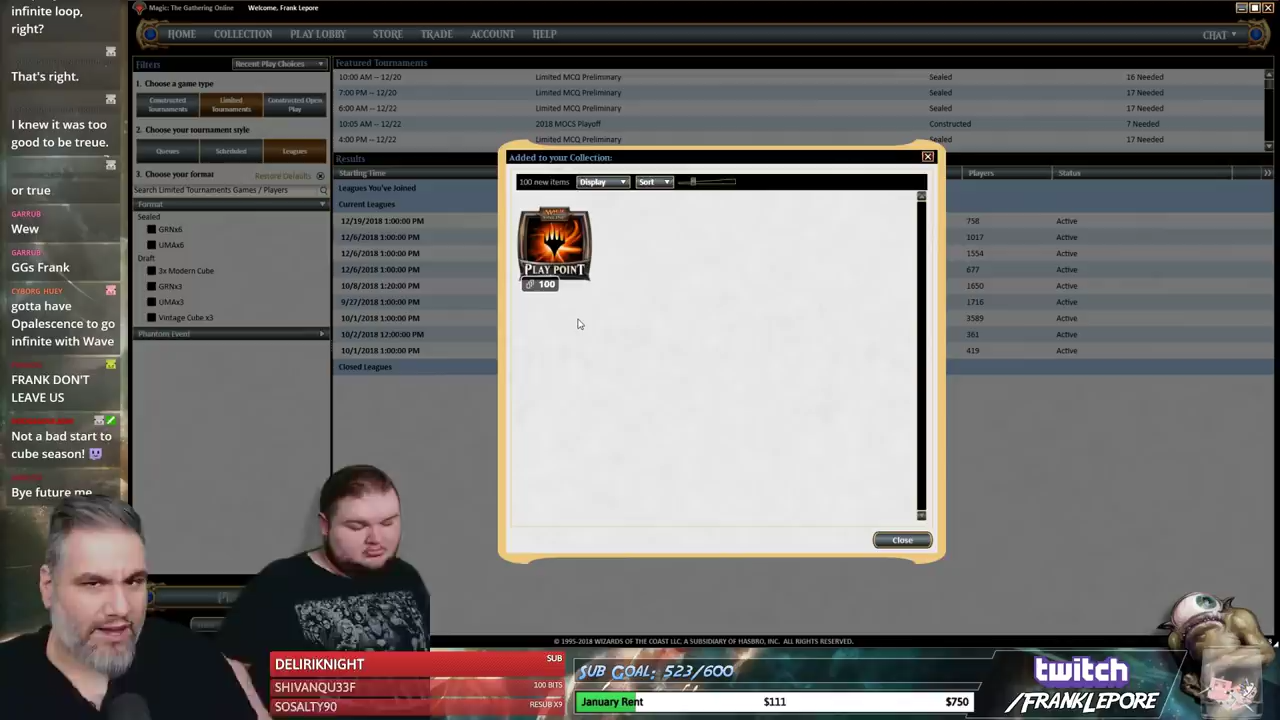 infinite loop,
right?
That's right.
I knew it was too
good to be treue.
or true
GARRUB
Vew
GARRUB
GGs Frank
CYBORG HUEY
gotta have
Opalescence to go
infinite with Wave
FRANK DON'T
LEAVE US
Not a bad start to
cube season!
Bye future me
Magic: The Gathering Online Welcome, Frank Lepore
HOME COLLECTION PLAY LOBBY STORE TRADE ACCOUNT HELP CHAT
Filters Recent Play Choices
1. Choose a game type
Constructed Tournaments
Limited Tournaments
Constructed Open Play
2. Choose your tournament style
Queues Scheduled Leagues
3. Choose your format Restore Defaults
Search Limited Tournaments Games / Players
Format
Sealed
GRNx6
UMAx6
Draft
3x Modern Cube
GRNx3
UMAx3
Vintage Cube x3
Phantom Event
Featured Tournaments
10:00 AM -- 12/20 Limited MCQ Preliminary Sealed 16 Needed
7:00 PM -- 12/20 Limited MCQ Preliminary Sealed 17 Needed
6:00 AM -- 12/22 Limited MCQ Preliminary Sealed 17 Needed
10:05 AM -- 12/22 2018 MOCS Playoff Constructed 7 Needed
4:00 PM -- 12/22 Limited MCQ Preliminary Sealed 17 Needed
Results
Starting Time Players Status
Leagues You've Joined
Current Leagues
12/19/2018 1:00:00 PM 758 Active
12/6/2018 1:00:00 PM 1017 Active
12/6/2018 1:00:00 PM 1554 Active
12/6/2018 1:00:00 PM 677 Active
10/8/2018 1:20:00 PM 1650 Active
9/27/2018 1:00:00 PM 1716 Active
10/1/2018 1:00:00 PM 3589 Active
10/2/2018 12:00:00 PM 361 Active
10/1/2018 1:00:00 PM 419 Active
Closed Leagues
Added to your Collection:
100 new items Display Sort
PLAY POINT
100
Close
© 1995-2018 WIZARDS OF THE COAST LLC, A SUBSIDIARY OF HASBRO, INC. ALL RIGHTS RESERVED.
DELIRIKNIGHT SUB
SHIVANQU33F 100 BITS
SOSALTY90 RESUB X9
SUB GOAL: 523/600
January Rent $111 $750
twitch
/FRANKLEPORE